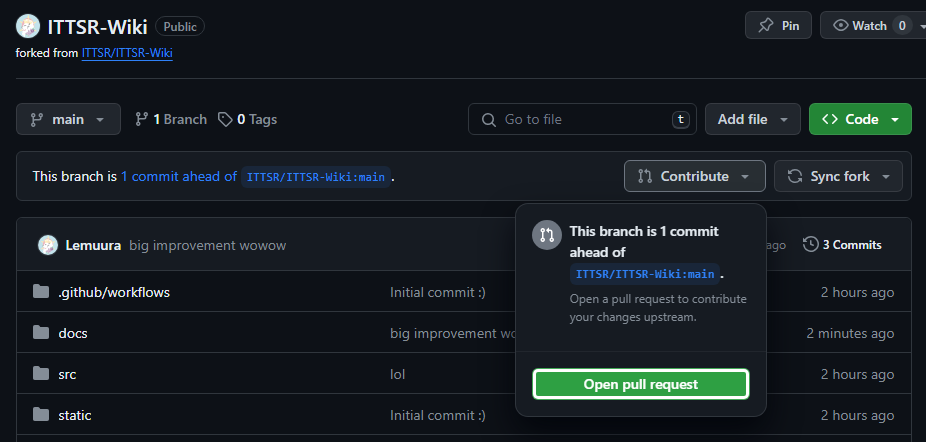 ITTSR-Wiki Public
Pin
Watch 0
forked from ITTSR/ITTSR-Wiki
main
1 Branch
0 Tags
Go to file t
Add file
Code
This branch is 1 commit ahead of ITTSR/ITTSR-Wiki:main .
Contribute
Sync fork
Lemuura big improvement wowow
ago
3 Commits
This branch is 1 commit
ahead of
ITTSR/ITTSR-Wiki:main .
Open a pull request to contribute
your changes upstream.
Open pull request
.github/workflows Initial commit :) 2 hours ago
docs big improvement wo 2 minutes ago
src lol 2 hours ago
static Initial commit :) 2 hours ago